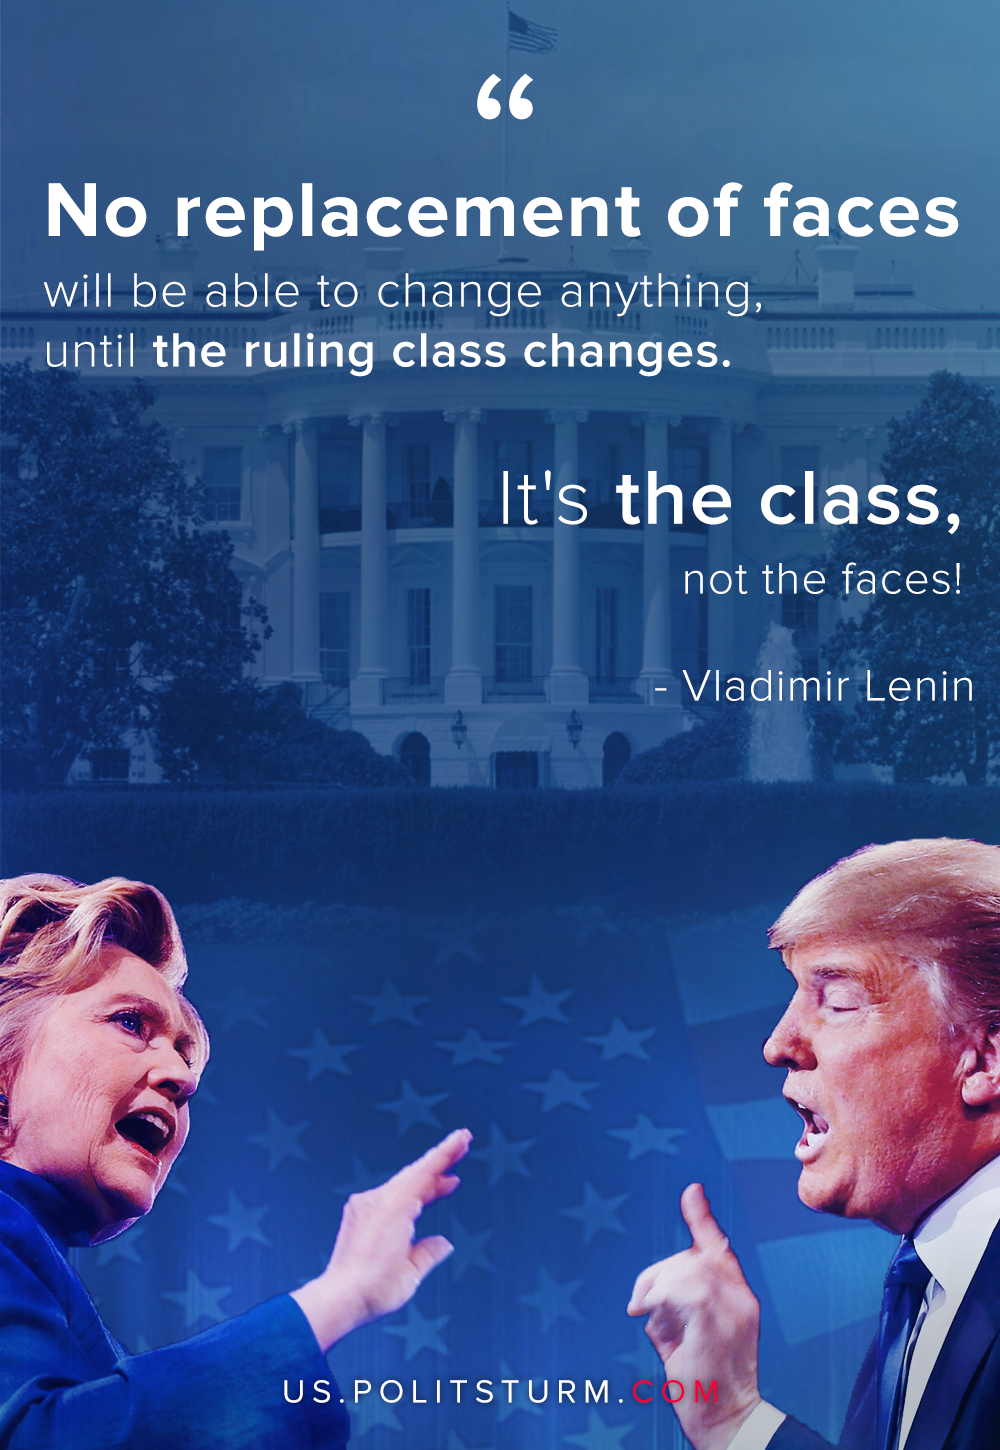 “
No replacement of faces
will be able to change anything,
until the ruling class changes.
It's the class,
not the faces!
- Vladimir Lenin
US.POLITSTURM.COM